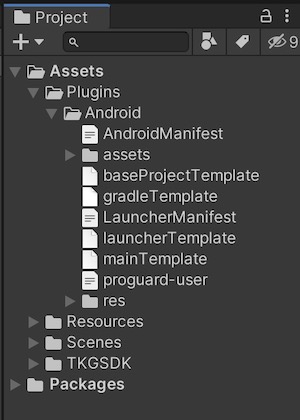 Project
9
Assets
Plugins
Android
AndroidManifest
assets
baseProjectTemplate
gradleTemplate
LauncherManifest
launcherTemplate
mainTemplate
proguard-user
res
Resources
Scenes
TKGSDK
Packages